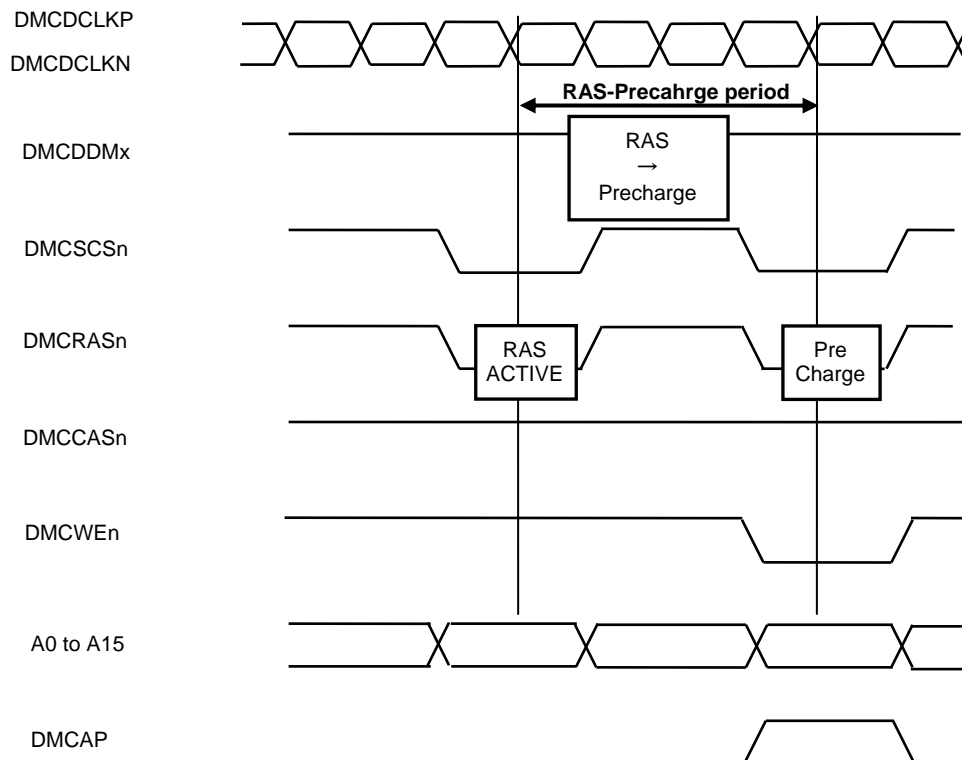 DMCDCLKP
DMCDCLKN
RAS-Precahrge period
DMCDDMx
RAS
→
Precharge
DMCSCSn
DMCRASn
RAS
ACTIVE
Pre
Charge
DMCCASn
DMCWEn
A0 to A15
DMCAP